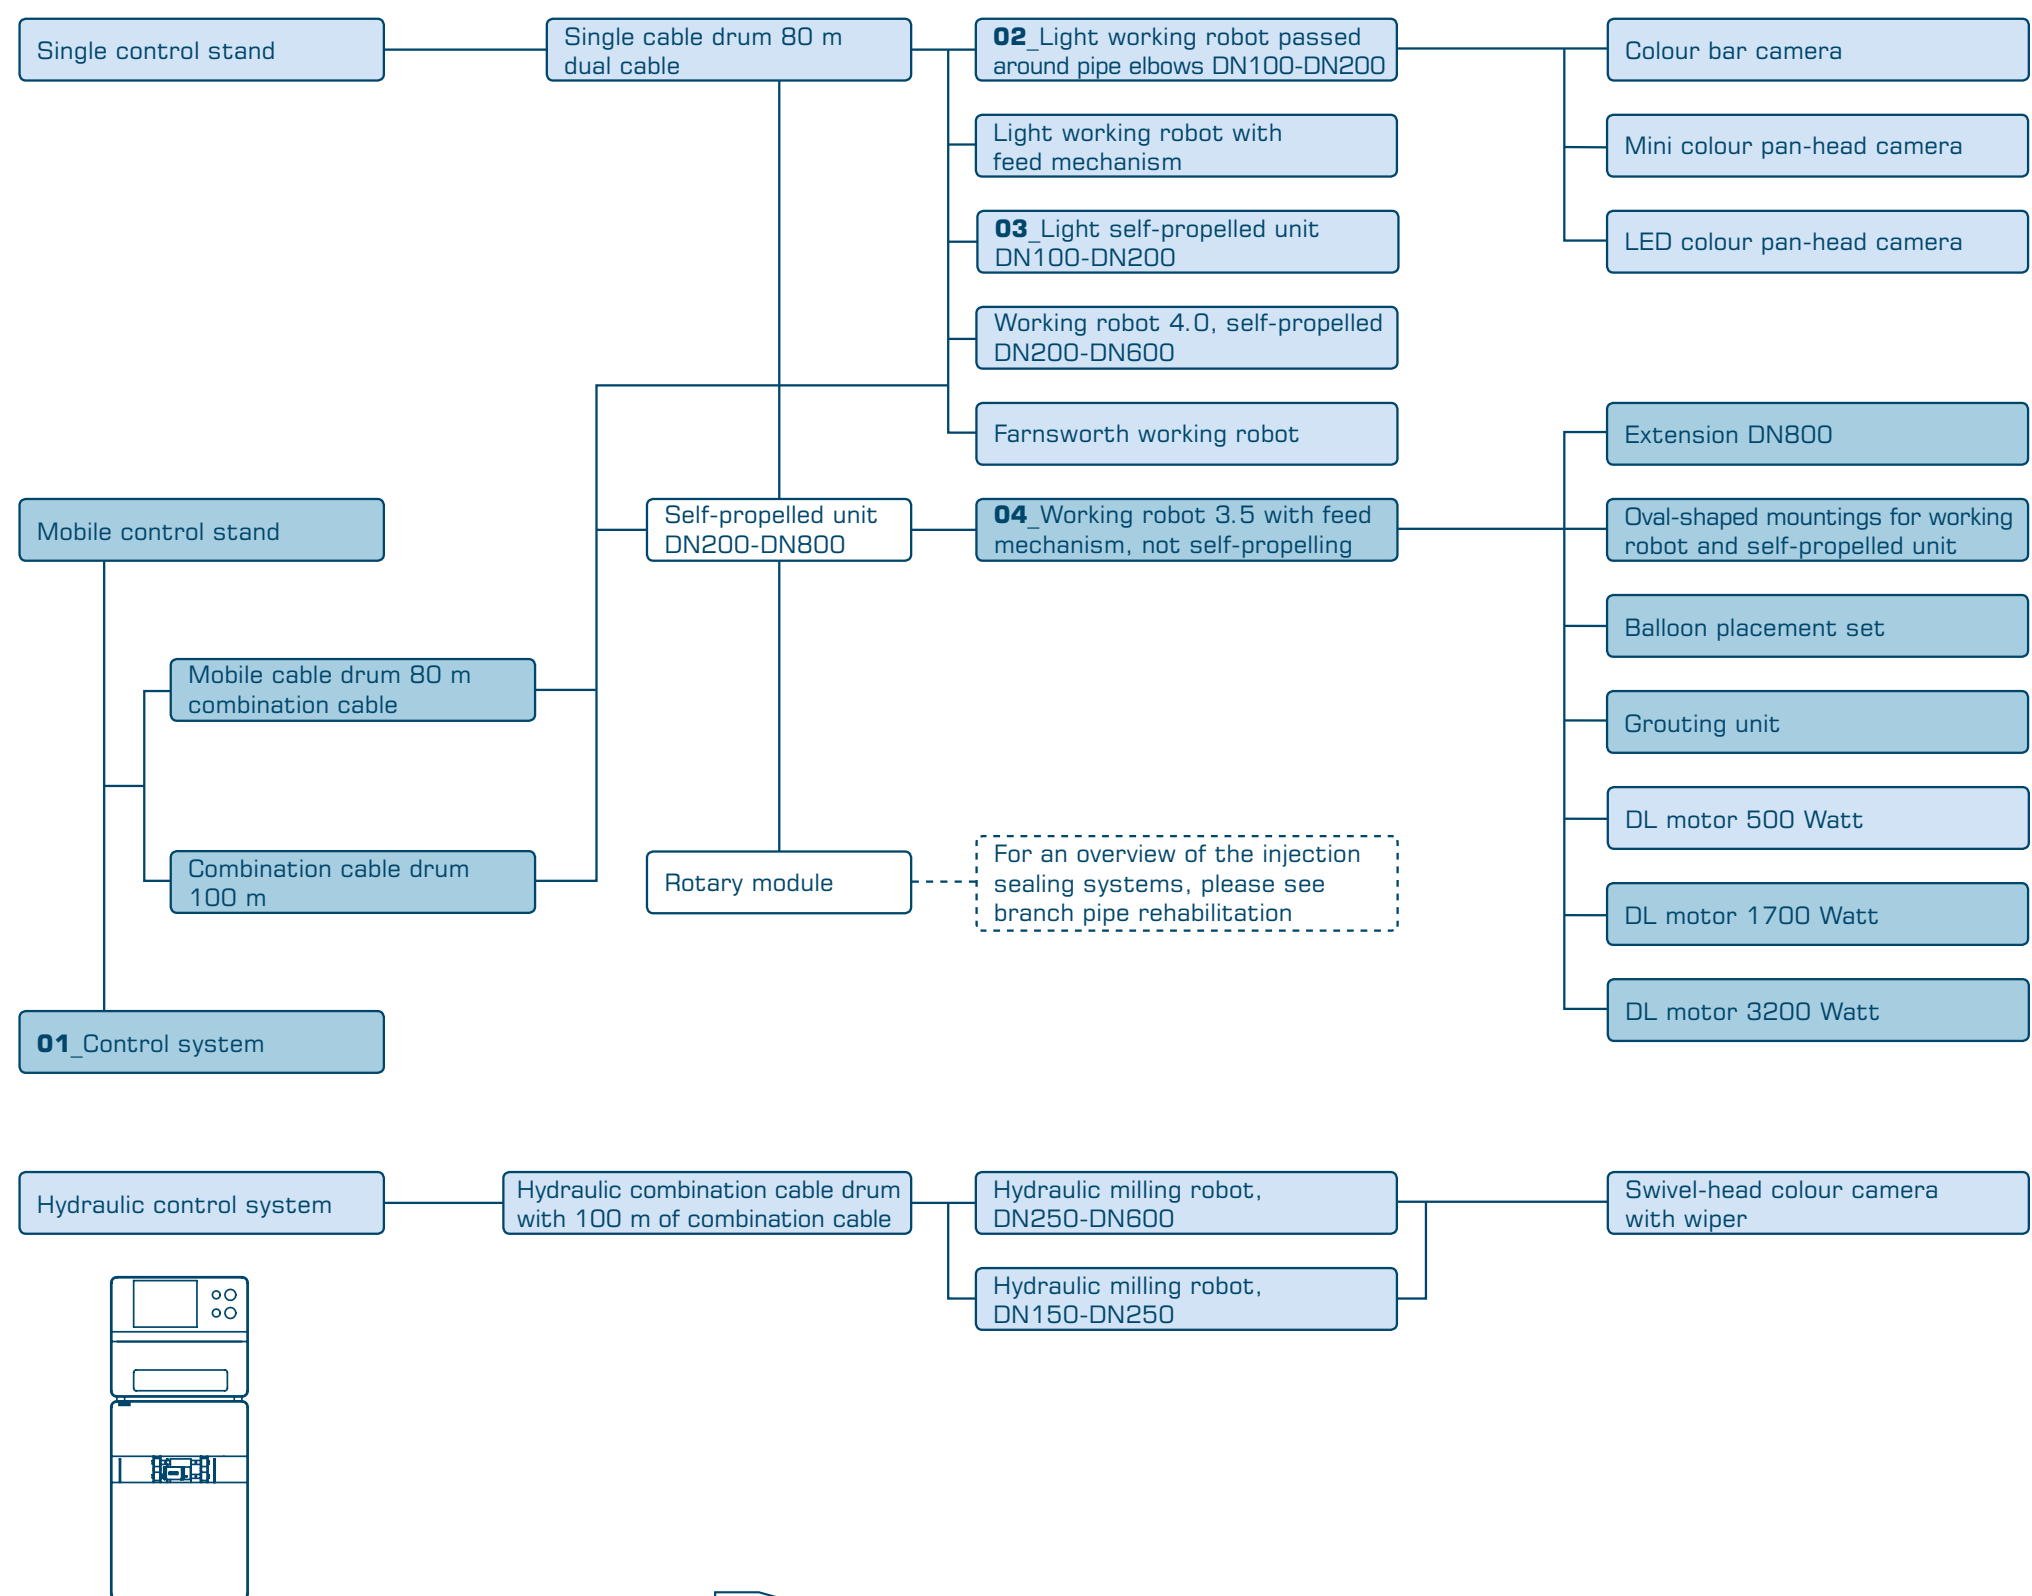 Single control stand
Single cable drum 80 m
dual cable
02_Light working robot passed
around pipe elbows DN100-DN200
Colour bar camera
Light working robot with
feed mechanism
Mini colour pan-head camera
03_Light self-propelled unit
DN100-DN200
LED colour pan-head camera
Working robot 4.0, self-propelled
DN200-DN600
Farnsworth working robot
Extension DN800
Mobile control stand
Self-propelled unit
DN200-DN800
04_Working robot 3.5 with feed
mechanism, not self-propelling
Oval-shaped mountings for working
robot and self-propelled unit
Balloon placement set
Mobile cable drum 80 m
combination cable
Grouting unit
DL motor 500 Watt
Combination cable drum
100 m
Rotary module
For an overview of the injection
sealing systems, please see
branch pipe rehabilitation
DL motor 1700 Watt
DL motor 3200 Watt
01_Control system
Hydraulic control system
Hydraulic combination cable drum
with 100 m of combination cable
Hydraulic milling robot,
DN250-DN600
Swivel-head colour camera
with wiper
Hydraulic milling robot,
DN150-DN250